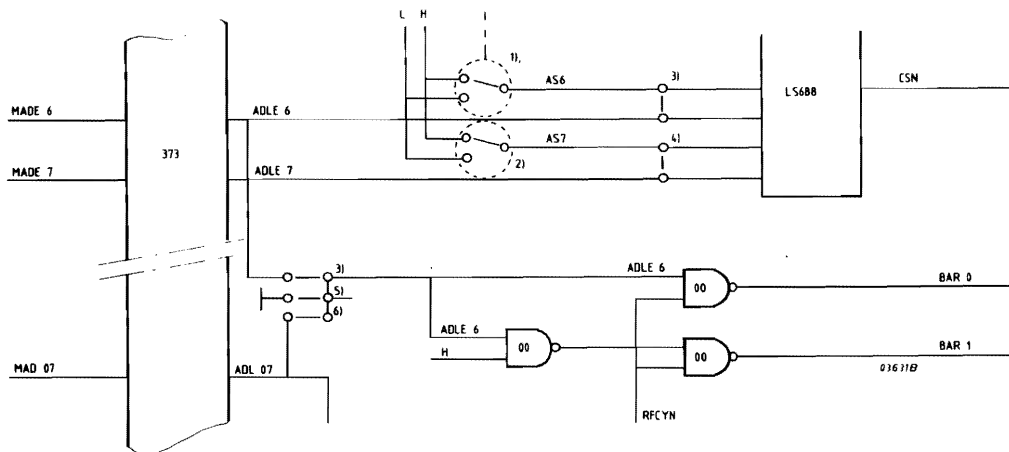 L H
1),
AS6
3)
LS688
CSN
MADE 6
ADLE 6
373
AS7
4)
2)
MADE 7
ADLE 7
3)
ADLE 6
00
BAR 0
5)
6)
ADLE 6
H
00
00
BAR 1
03631B
MAD 07
ADL 07
RFCYN